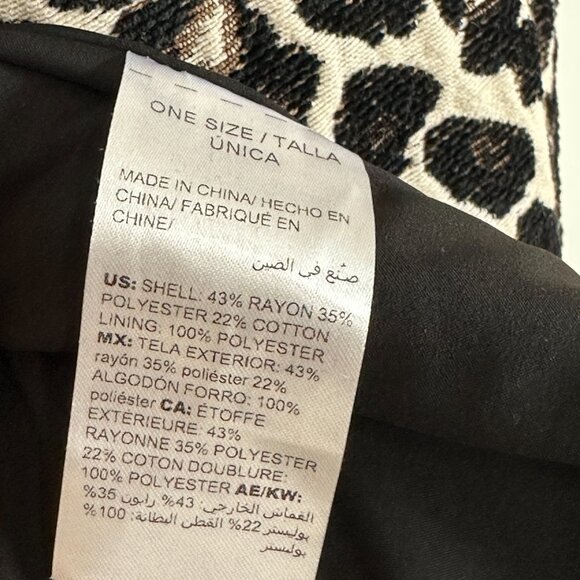 ONE SIZE / TALLA
ÚNICA
MADE IN CHINA/ HECHO EN
CHINA/ FABRIQUÉ EN
CHINE/
صنع في الصين
US: SHELL: 43% RAYON 35%
POLYESTER 22% COTTON
LINING: 100% POLYESTER
MX: TELA EXTERIOR: 43%
rayón 35% poliéster 22%
ALGODÓN FORRO: 100%
poliéster CA: ÉTOFFE
EXTÉRIEURE: 43%
RAYONNE 35% POLYESTER
22% COTON DOUBLURE:
100% POLYESTER AE/KW:
القماش الخارجي: 43% رايون 35%
بوليستر 22% القطن البطانة: 100%
بوليستر